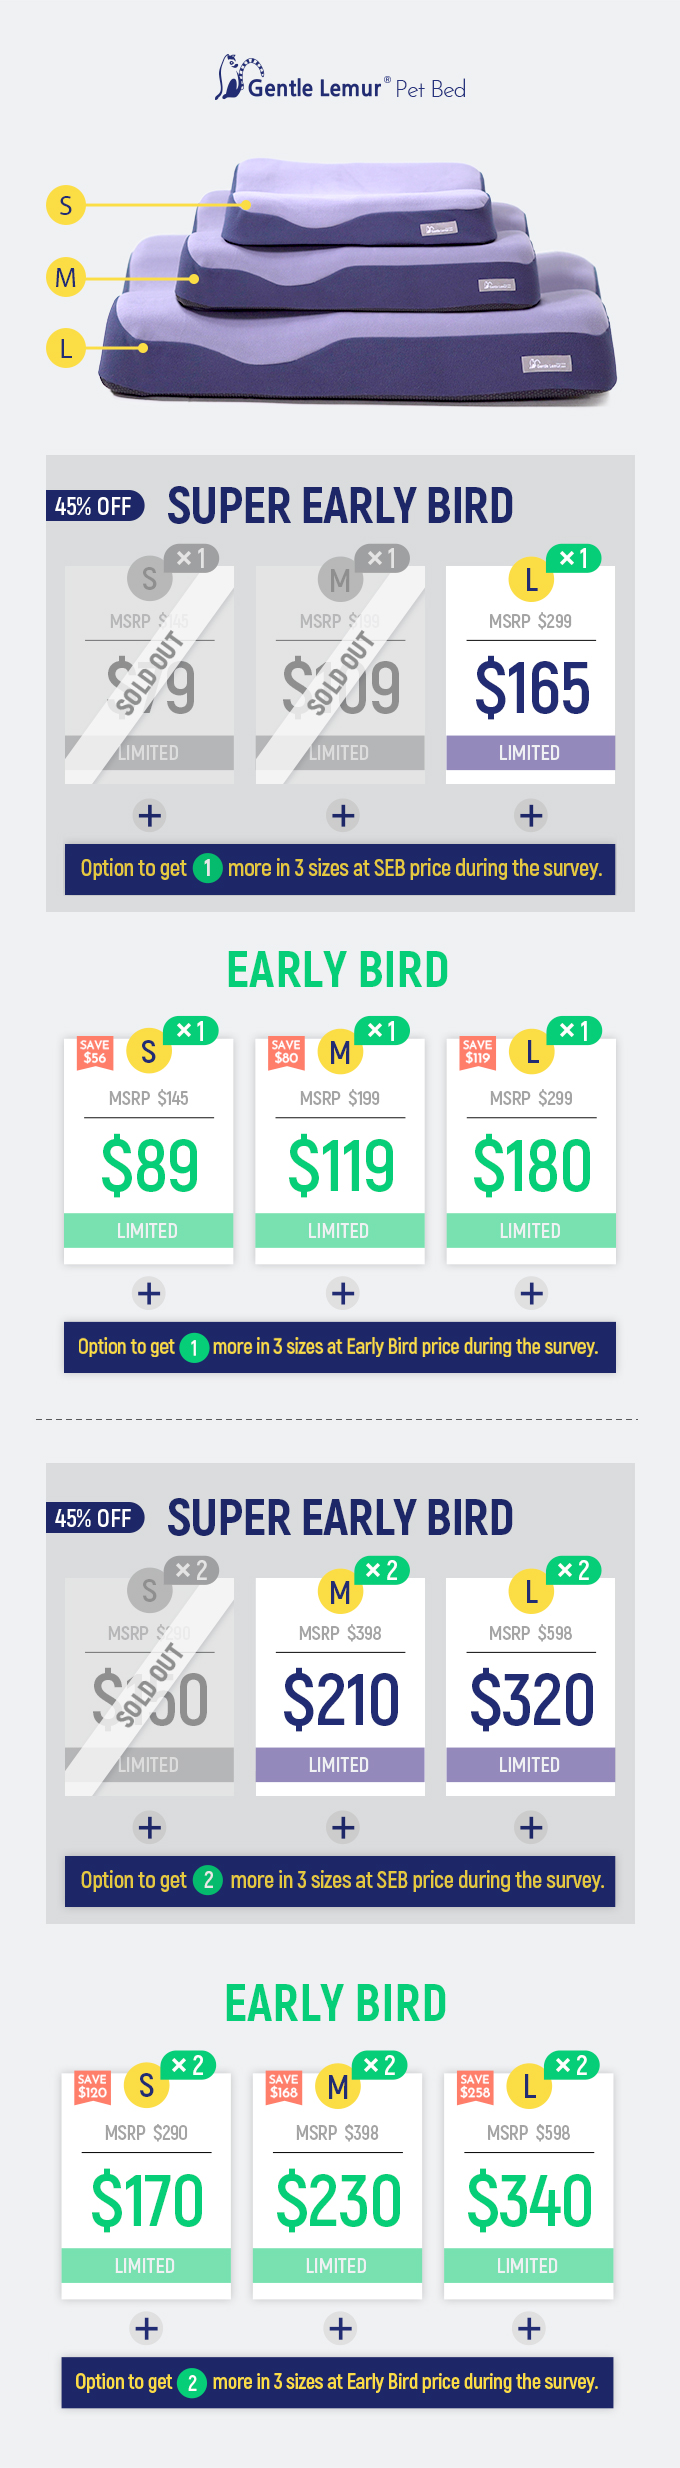 Gentle Lemur® Pet Bed
S
M
L
Gentle Lemur
45% OFF SUPER EARLY BIRD
S ×1 M ×1 L ×1
MSRP MSRP MSRP $299
SOLD OUT SOLD OUT $165
LIMITED LIMITED LIMITED
+ + +
Option to get 1 more in 3 sizes at SEB price during the survey.
EARLY BIRD
SAVE $56 S ×1 SAVE $80 M ×1 SAVE $119 L ×1
MSRP $145 MSRP $199 MSRP $299
$89 $119 $180
LIMITED LIMITED LIMITED
+ + +
Option to get 1 more in 3 sizes at Early Bird price during the survey.
45% OFF SUPER EARLY BIRD
S ×2 M ×2 L ×2
MSRP MSRP $398 MSRP $598
SOLD OUT $210 $320
LIMITED LIMITED LIMITED
+ + +
Option to get 2 more in 3 sizes at SEB price during the survey.
EARLY BIRD
SAVE $120 S ×2 SAVE $168 M ×2 SAVE $258 L ×2
MSRP $290 MSRP $398 MSRP $598
$170 $230 $340
LIMITED LIMITED LIMITED
+ + +
Option to get 2 more in 3 sizes at Early Bird price during the survey.